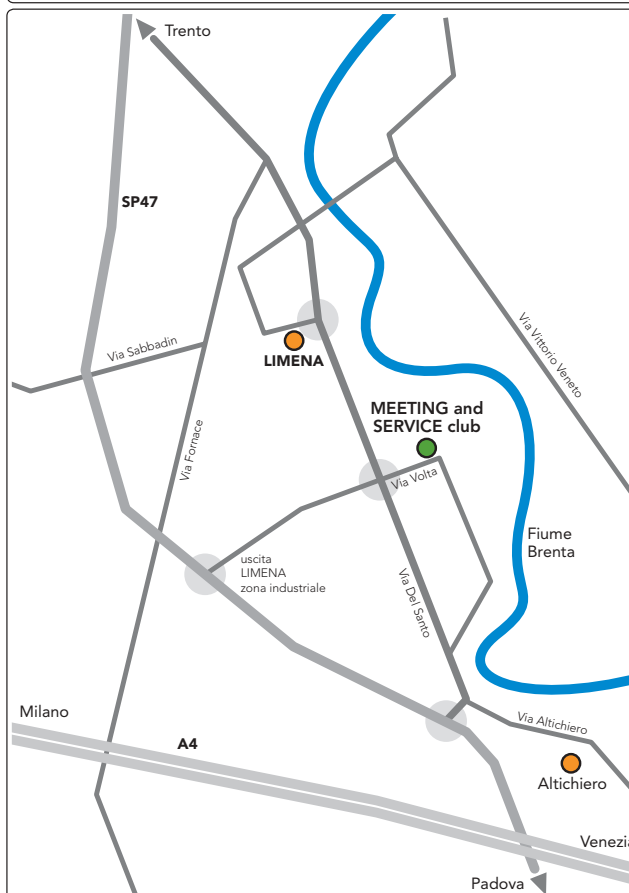 Trento
SP47
Via Sabbadin
LIMENA
Via Vittorio Veneto
MEETING and
SERVICE club
Via Fornace
Via Volta
Fiume
Brenta
uscita
LIMENA
zona industriale
Via Del Santo
Milano
Via Altichiero
A4
Altichiero
Venezia
Padova